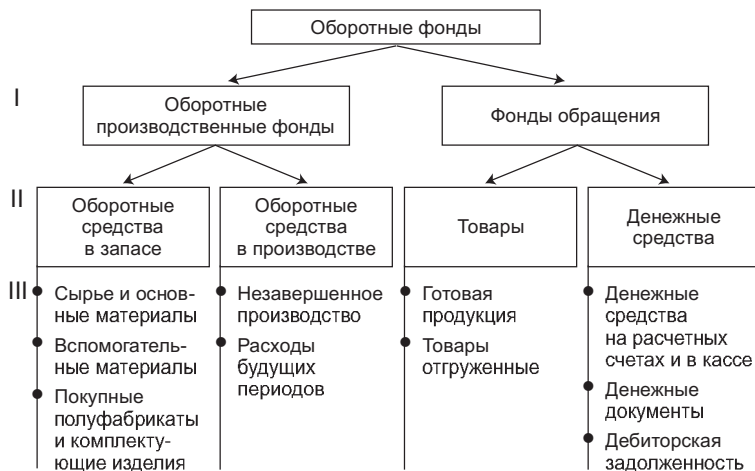 Оборотные фонды
I
Оборотные
производственные фонды
Фонды обращения
II
Оборотные
средства
в запасе
Оборотные
средства
в производстве
Товары
Денежные
средства
III
Сырье и основ-
ные материалы
Вспомогатель-
ные материалы
Покупные
полуфабрикаты
и комплекту-
ющие изделия
Незавершенное
производство
Расходы
будущих
периодов
Готовая
продукция
Товары
отгруженные
Денежные
средства
на расчетных
счетах и в кассе
Денежные
документы
Дебиторская
задолженность